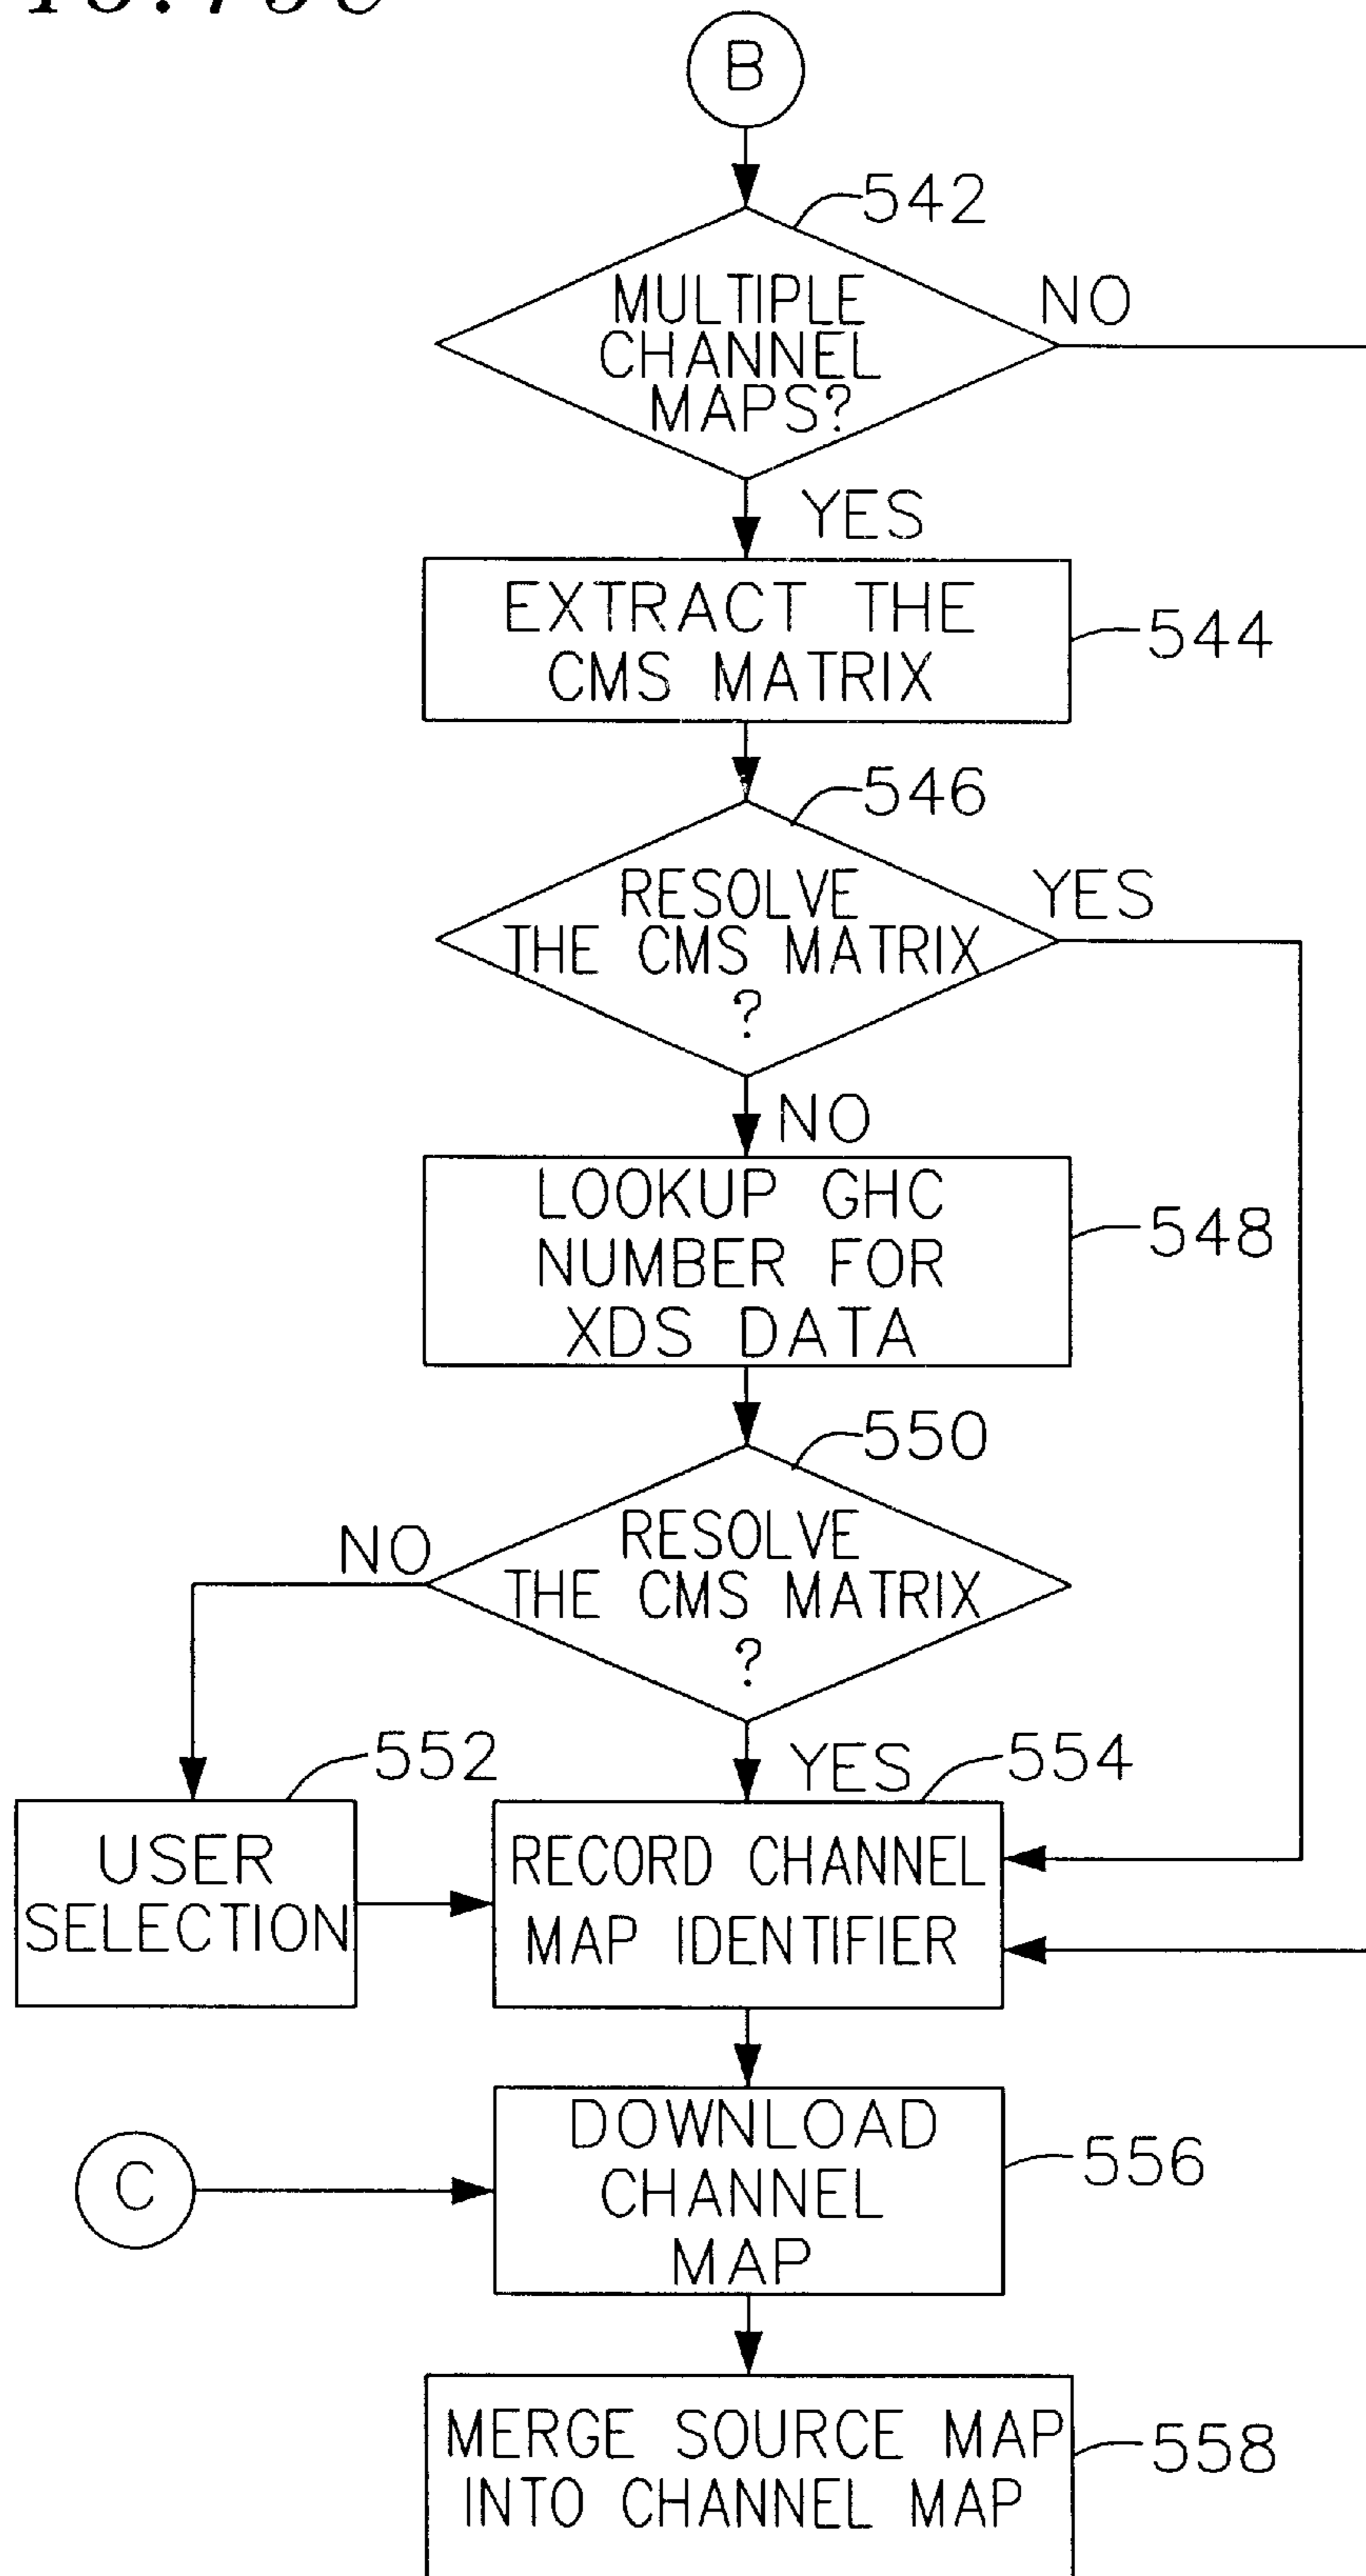 B
542
MULTIPLE
CHANNEL
MAPS?
NO
YES
EXTRACT THE
CMS MATRIX
544
546
RESOLVE
THE CMS MATRIX
?
YES
NO
LOOKUP GHC
NUMBER FOR
XDS DATA
548
550
RESOLVE
THE CMS MATRIX
?
NO
YES
552
554
USER
SELECTION
RECORD CHANNEL
MAP IDENTIFIER
C
DOWNLOAD
CHANNEL
MAP
556
MERGE SOURCE MAP
INTO CHANNEL MAP
558